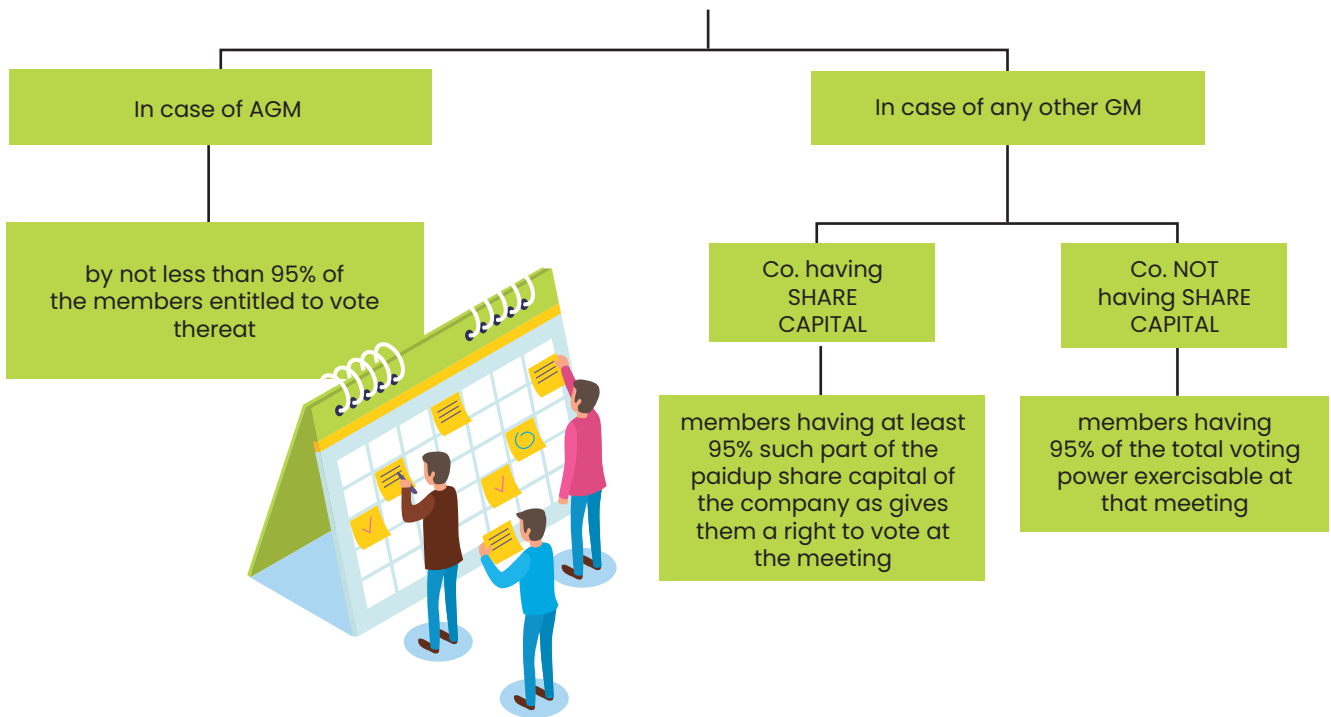 In case of AGM
In case of any other GM
by not less than 95% of
the members entitled to vote
thereat
Co. having
SHARE
CAPITAL
Co. NOT
having SHARE
CAPITAL
members having at least
95% such part of the
paidup share capital of
the company as gives
them a right to vote at
the meeting
members having
95% of the total voting
power exercisable at
that meeting